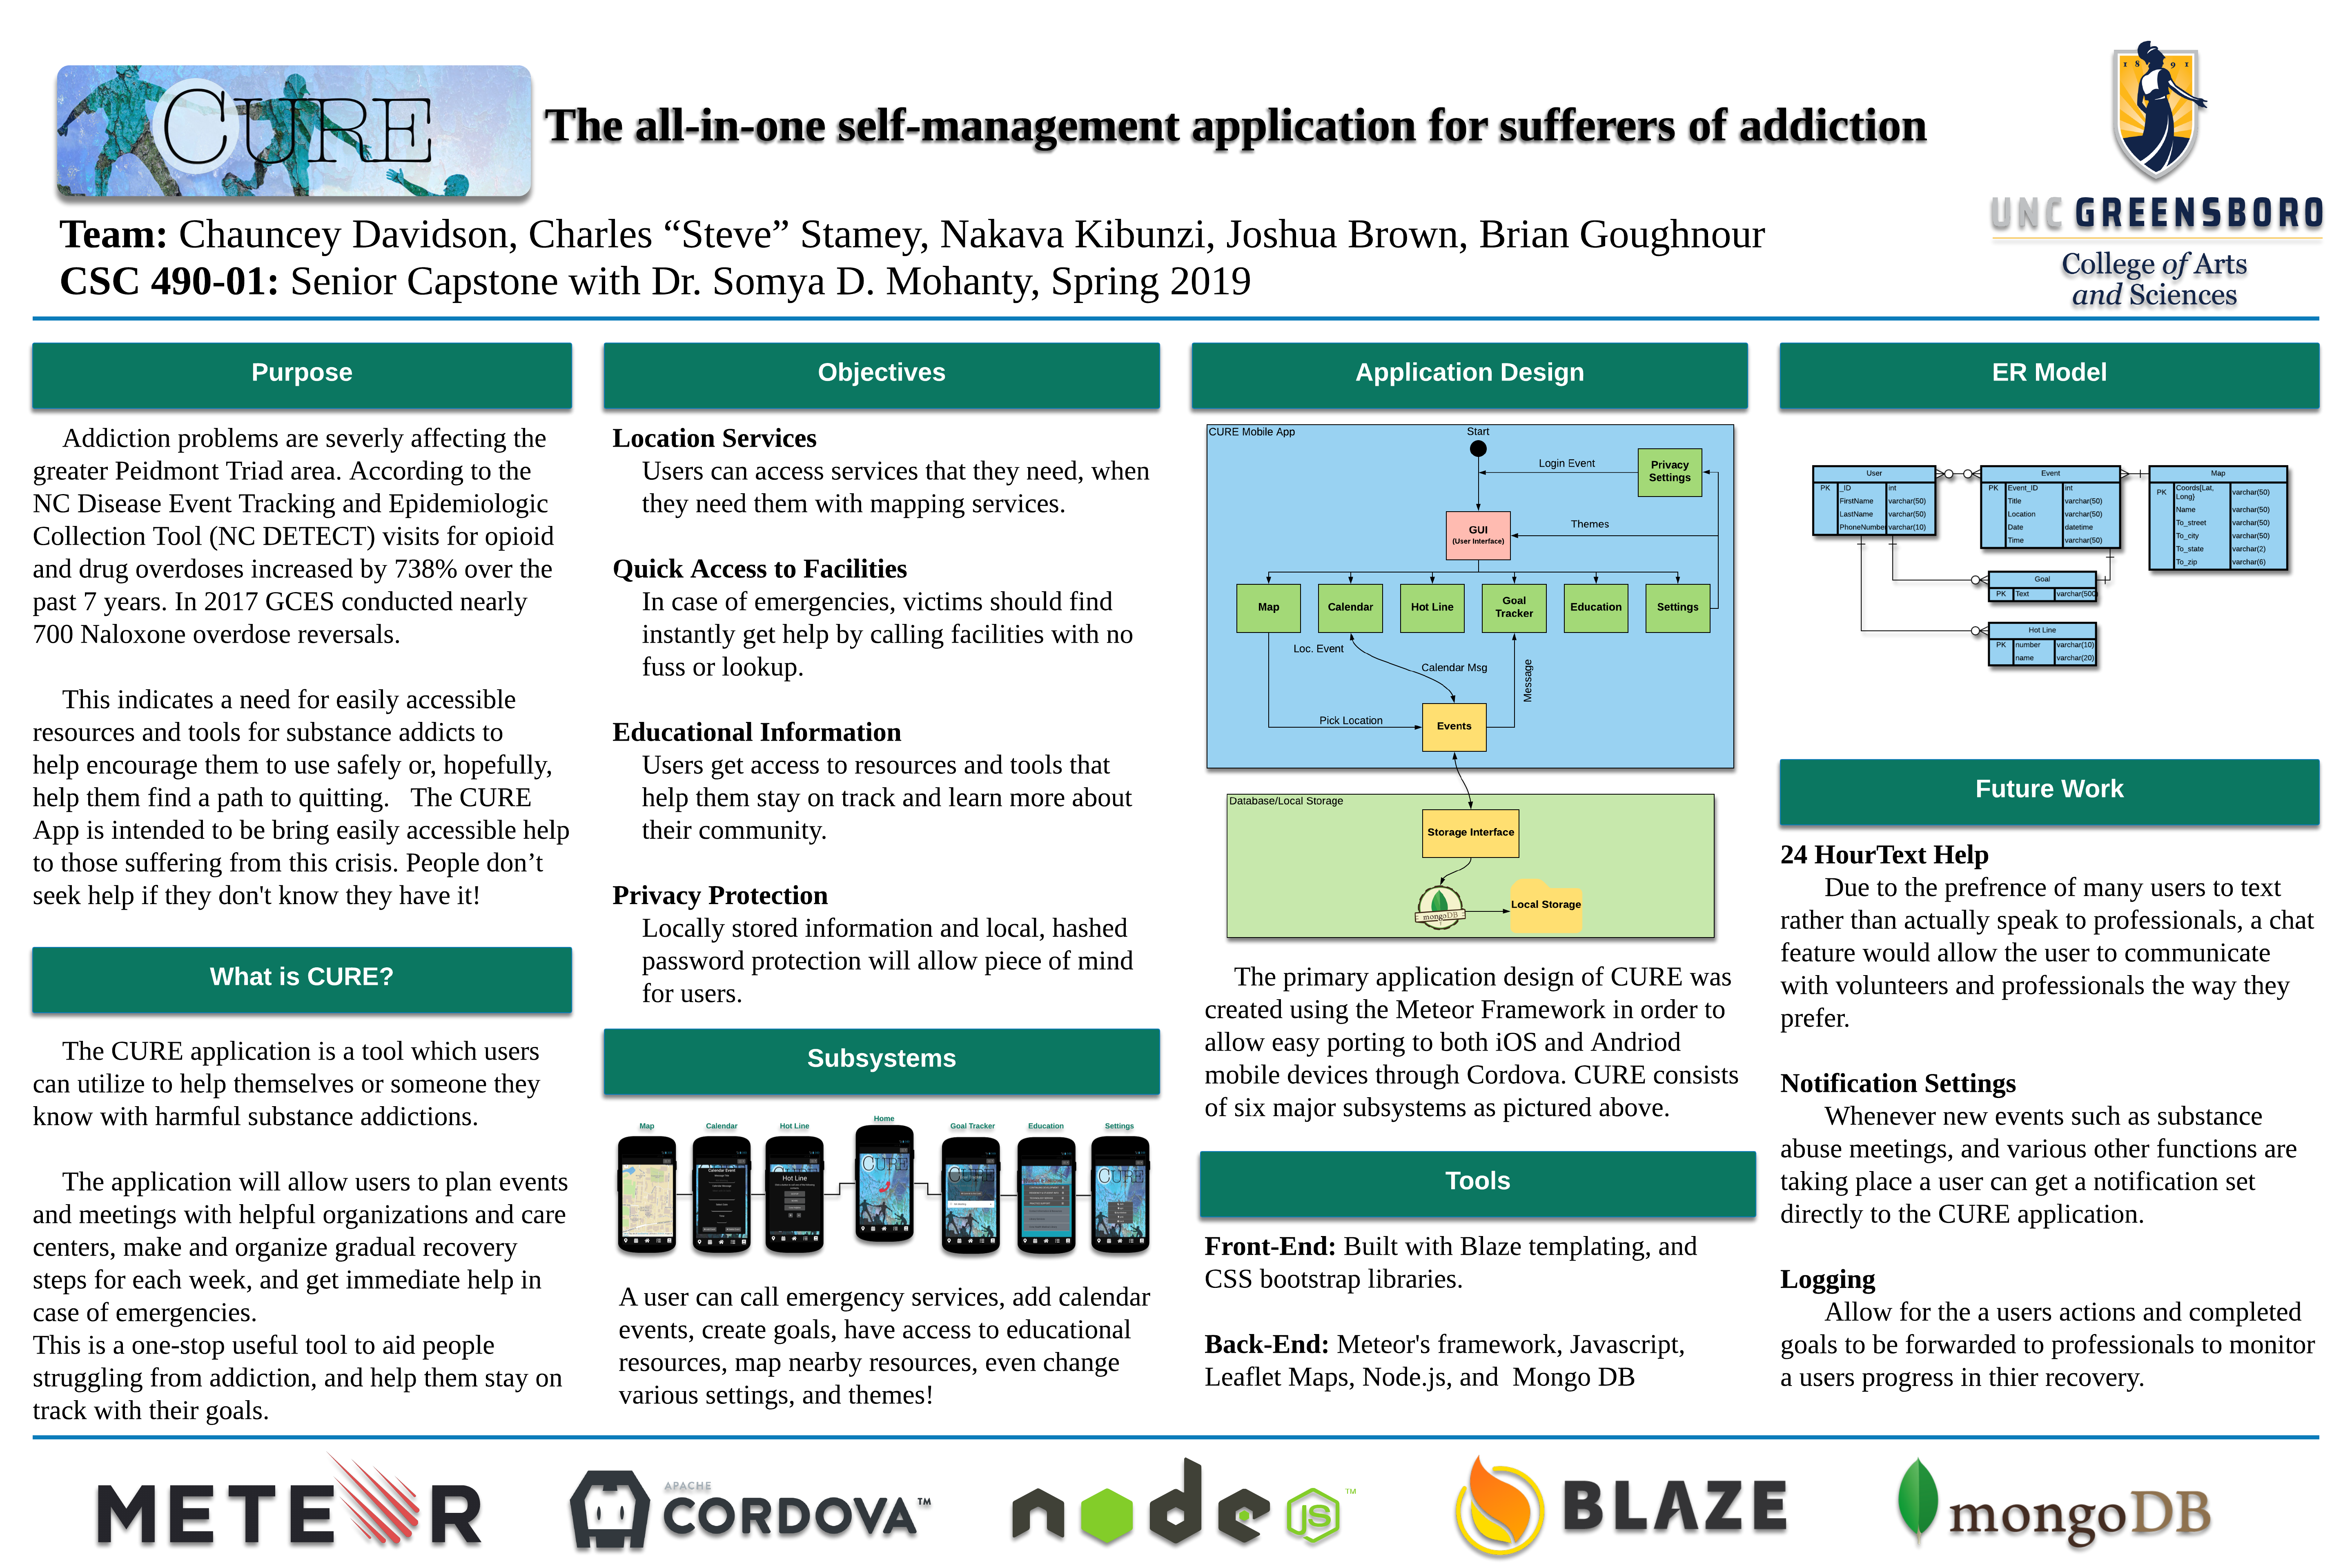 CURE
The all-in-one self-management application for sufferers of addiction
1891
UNC GREENSBORO
College of Arts
and Sciences
Team: Chauncey Davidson, Charles “Steve” Stamey, Nakava Kibunzi, Joshua Brown, Brian Goughnour
CSC 490-01: Senior Capstone with Dr. Somya D. Mohanty, Spring 2019
Purpose
Addiction problems are severly affecting the
greater Peidmont Triad area. According to the
NC Disease Event Tracking and Epidemiologic
Collection Tool (NC DETECT) visits for opioid
and drug overdoses increased by 738% over the
past 7 years. In 2017 GCES conducted nearly
700 Naloxone overdose reversals.
This indicates a need for easily accessible
resources and tools for substance addicts to
help encourage them to use safely or, hopefully,
help them find a path to quitting. The CURE
App is intended to be bring easily accessible help
to those suffering from this crisis. People don’t
seek help if they don't know they have it!
What is CURE?
The CURE application is a tool which users
can utilize to help themselves or someone they
know with harmful substance addictions.
The application will allow users to plan events
and meetings with helpful organizations and care
centers, make and organize gradual recovery
steps for each week, and get immediate help in
case of emergencies.
This is a one-stop useful tool to aid people
struggling from addiction, and help them stay on
track with their goals.
Objectives
Location Services
Users can access services that they need, when
they need them with mapping services.
Quick Access to Facilities
In case of emergencies, victims should find
instantly get help by calling facilities with no
fuss or lookup.
Educational Information
Users get access to resources and tools that
help them stay on track and learn more about
their community.
Privacy Protection
Locally stored information and local, hashed
password protection will allow piece of mind
for users.
Subsystems
Map
Calendar
Hot Line
Home
Goal Tracker
Education
Settings
Calendar Event
Hot Line
CURE
CURE
CURE
A user can call emergency services, add calendar
events, create goals, have access to educational
resources, map nearby resources, even change
various settings, and themes!
Application Design
CURE Mobile App
Start
Login Event
Privacy
Settings
GUI
(User Interface)
Themes
Map
Calendar
Hot Line
Goal
Tracker
Education
Settings
Loc. Event
Calendar Msg
Message
Pick Location
Events
Database/Local Storage
Storage Interface
mongoDB
Local Storage
The primary application design of CURE was
created using the Meteor Framework in order to
allow easy porting to both iOS and Andriod
mobile devices through Cordova. CURE consists
of six major subsystems as pictured above.
Tools
Front-End: Built with Blaze templating, and
CSS bootstrap libraries.
Back-End: Meteor's framework, Javascript,
Leaflet Maps, Node.js, and Mongo DB
ER Model
User
PK _ID int
FirstName varchar(50)
LastName varchar(50)
PhoneNumber varchar(10)
Event
PK Event_ID int
Title varchar(50)
Location varchar(50)
Date datetime
Time varchar(50)
Map
PK Coords[Lat, Long] varchar(50)
Name varchar(50)
To_street varchar(50)
To_city varchar(50)
To_state varchar(2)
To_zip varchar(6)
Goal
PK Text varchar(500)
Hot Line
PK number varchar(10)
name varchar(20)
Future Work
24 HourText Help
Due to the prefrence of many users to text
rather than actually speak to professionals, a chat
feature would allow the user to communicate
with volunteers and professionals the way they
prefer.
Notification Settings
Whenever new events such as substance
abuse meetings, and various other functions are
taking place a user can get a notification set
directly to the CURE application.
Logging
Allow for the a users actions and completed
goals to be forwarded to professionals to monitor
a users progress in thier recovery.
METEOR
APACHE
CORDOVA™
node JS™
BLAZE
mongoDB